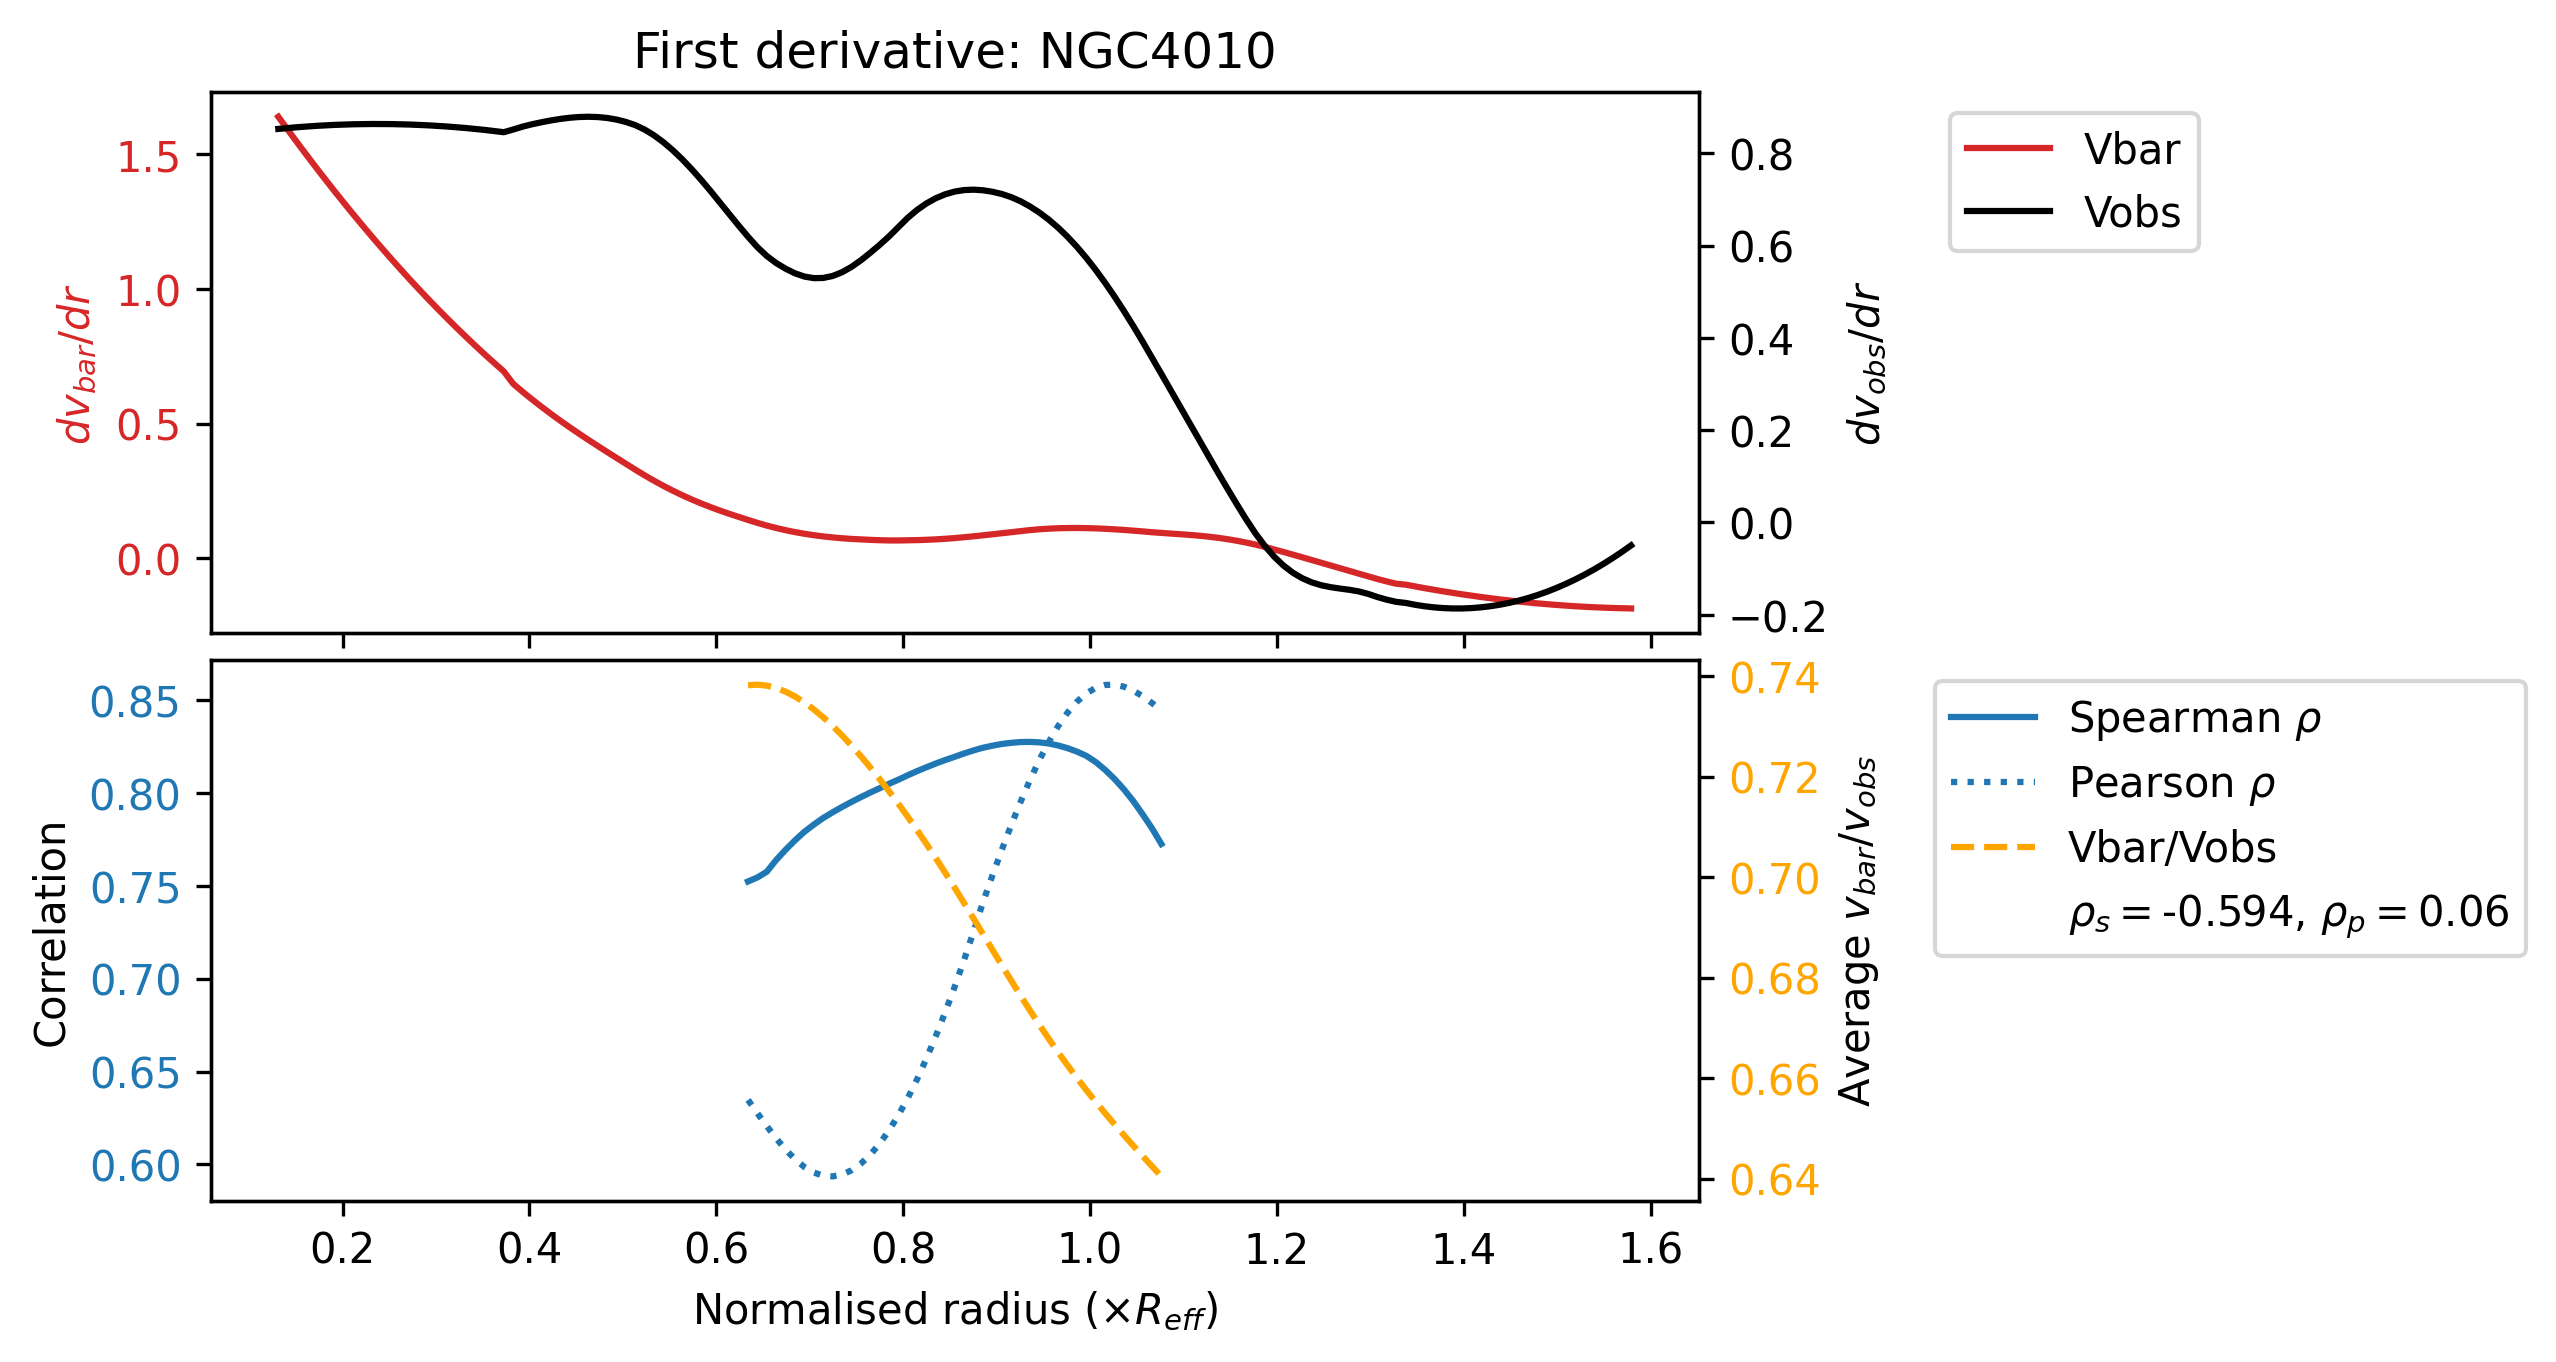 First derivative: NGC4010
1.5
1.0
0.5
0.0
dv_bar/dr
0.8
0.6
0.4
0.2
0.0
−0.2
dv_obs/dr
Vbar
Vobs
0.85
0.80
0.75
0.70
0.65
0.60
Correlation
0.74
0.72
0.70
0.68
0.66
0.64
Average v_bar/v_obs
Spearman ρ
Pearson ρ
Vbar/Vobs
ρ_s = -0.594, ρ_p = 0.06
0.2 0.4 0.6 0.8 1.0 1.2 1.4 1.6
Normalised radius (×R_eff)